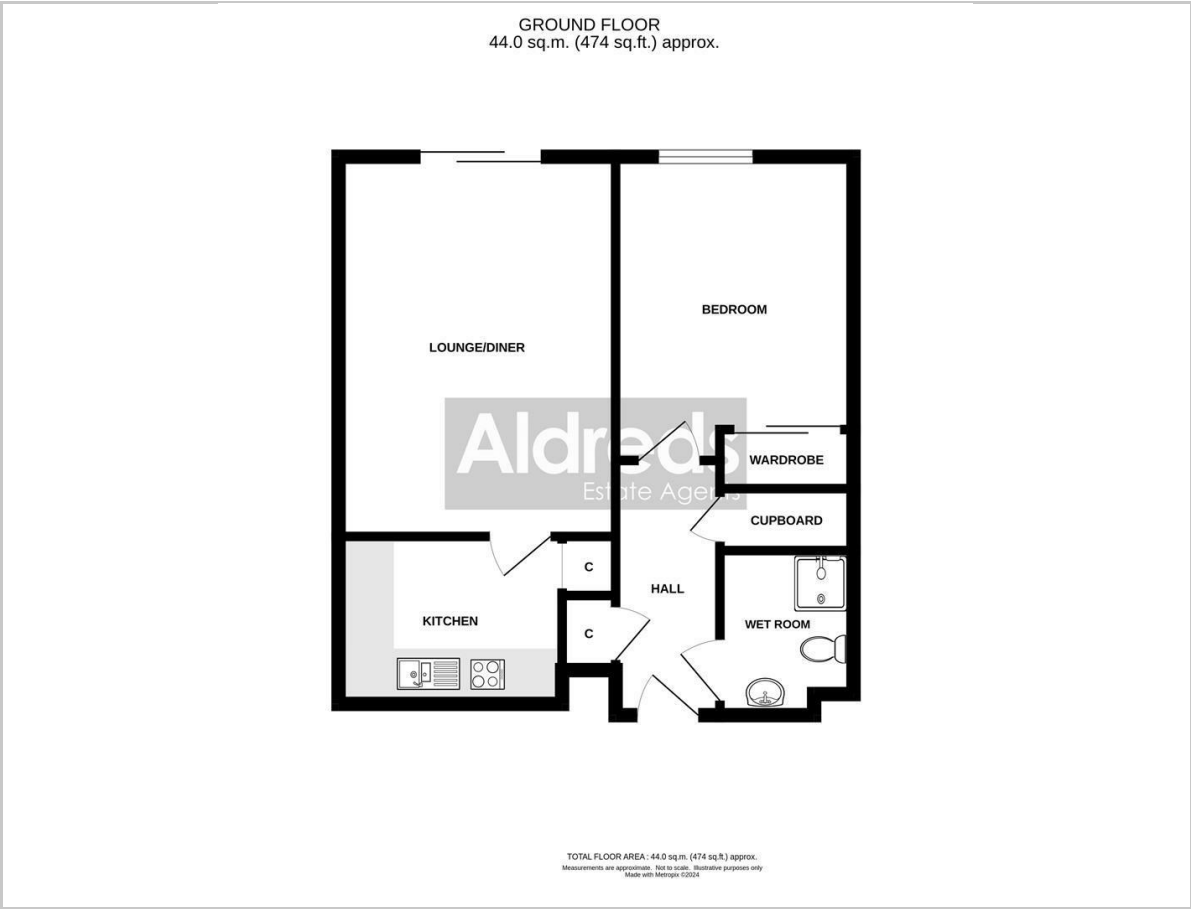 GROUND FLOOR
44.0 sq.m. (474 sq.ft.) approx.
BEDROOM
LOUNGE/DINER
Aldreds
Estate Agents
WARDROBE
CUPBOARD
C
HALL
KITCHEN
WET ROOM
C
TOTAL FLOOR AREA : 44.0 sq.m. (474 sq.ft.) approx.
Measurements are approximate. Not to scale. Illustrative purposes only
Made with Metropix ©2024